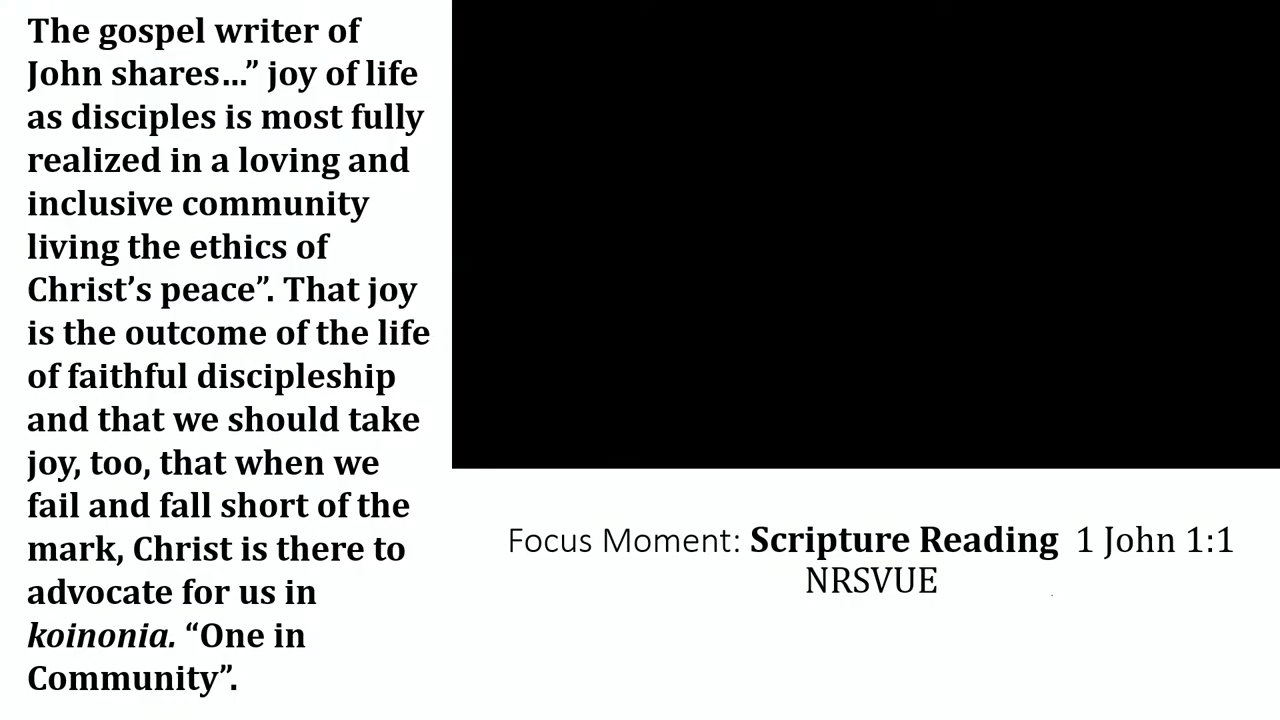 The gospel writer of
John shares…” joy of life
as disciples is most fully
realized in a loving and
inclusive community
living the ethics of
Christ’s peace”. That joy
is the outcome of the life
of faithful discipleship
and that we should take
joy, too, that when we
fail and fall short of the
mark, Christ is there to
advocate for us in
koinonia. “One in
Community”.
Focus Moment: Scripture Reading 1 John 1:1
NRSVUE